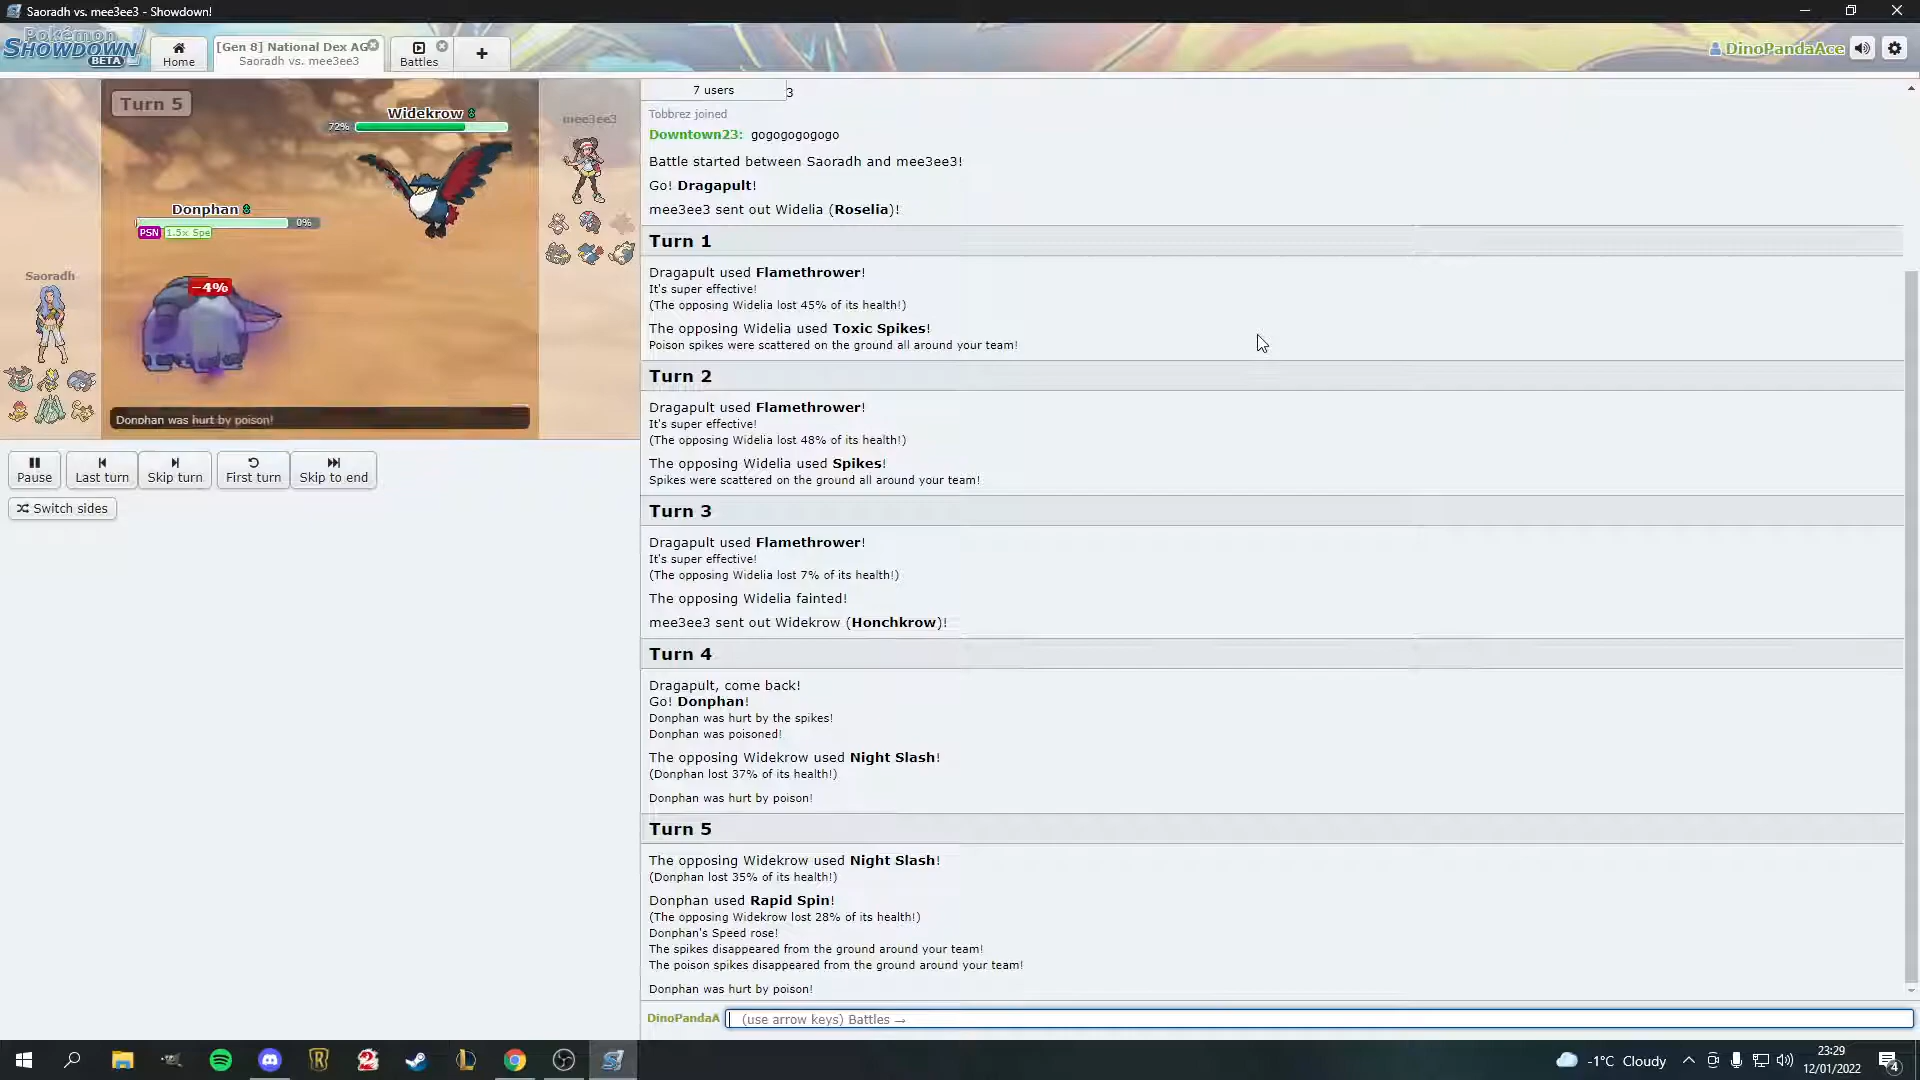 Saoradh vs. mee3ee3 - Showdown!
Pokémon
SHOWDOWN!
BETA
Home
[Gen 8] National Dex AG
Saoradh vs. mee3ee3
Battles
+
DinoPandaAce
Turn 5
Widekrow
72%
Donphan
0%
PSN 1.5x Spe
−4%
Donphan was hurt by poison!
mee3ee3
Saoradh
Pause
Last turn
Skip turn
First turn
Skip to end
Switch sides
7 users
3
Tobbrez joined
Downtown23: gogogogogogo
Battle started between Saoradh and mee3ee3!
Go! Dragapult!
mee3ee3 sent out Widelia (Roselia)!
Turn 1
Dragapult used Flamethrower!
It's super effective!
(The opposing Widelia lost 45% of its health!)
The opposing Widelia used Toxic Spikes!
Poison spikes were scattered on the ground all around your team!
Turn 2
Dragapult used Flamethrower!
It's super effective!
(The opposing Widelia lost 48% of its health!)
The opposing Widelia used Spikes!
Spikes were scattered on the ground all around your team!
Turn 3
Dragapult used Flamethrower!
It's super effective!
(The opposing Widelia lost 7% of its health!)
The opposing Widelia fainted!
mee3ee3 sent out Widekrow (Honchkrow)!
Turn 4
Dragapult, come back!
Go! Donphan!
Donphan was hurt by the spikes!
Donphan was poisoned!
The opposing Widekrow used Night Slash!
(Donphan lost 37% of its health!)
Donphan was hurt by poison!
Turn 5
The opposing Widekrow used Night Slash!
(Donphan lost 35% of its health!)
Donphan used Rapid Spin!
(The opposing Widekrow lost 28% of its health!)
Donphan's Speed rose!
The spikes disappeared from the ground around your team!
The poison spikes disappeared from the ground around your team!
Donphan was hurt by poison!
DinoPandaA
(use arrow keys) Battles →
-1°C Cloudy
23:29
12/01/2022
4